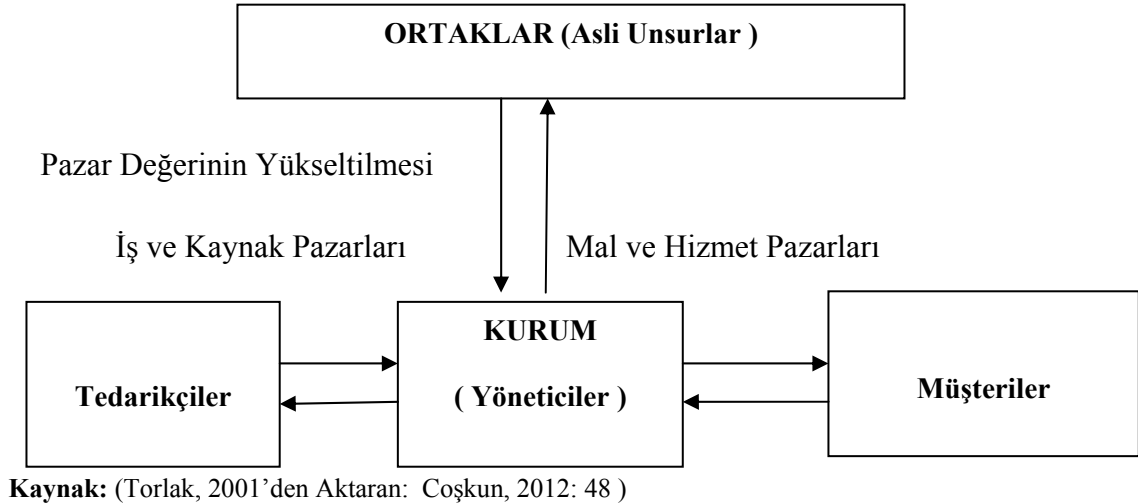 ORTAKLAR (Asli Unsurlar )
Pazar Değerinin Yükseltilmesi
İş ve Kaynak Pazarları
Mal ve Hizmet Pazarları
Tedarikçiler
KURUM
( Yöneticiler )
Müşteriler
Kaynak: (Torlak, 2001’den Aktaran: Coşkun, 2012: 48 )